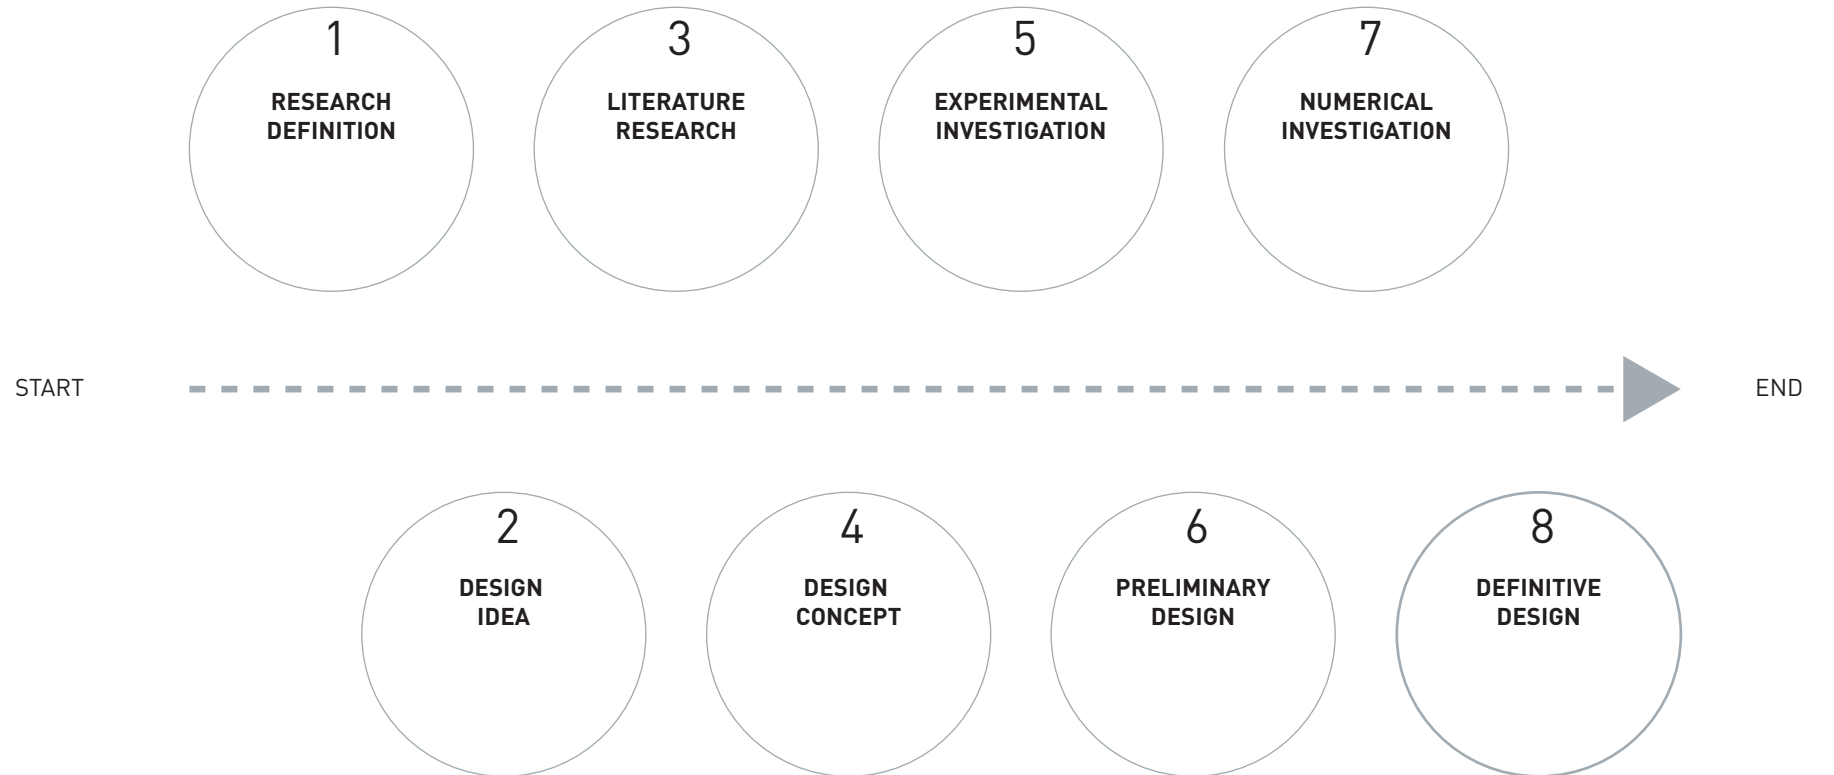 1
RESEARCH
DEFINITION
3
LITERATURE
RESEARCH
5
EXPERIMENTAL
INVESTIGATION
7
NUMERICAL
INVESTIGATION
START
END
2
DESIGN
IDEA
4
DESIGN
CONCEPT
6
PRELIMINARY
DESIGN
8
DEFINITIVE
DESIGN